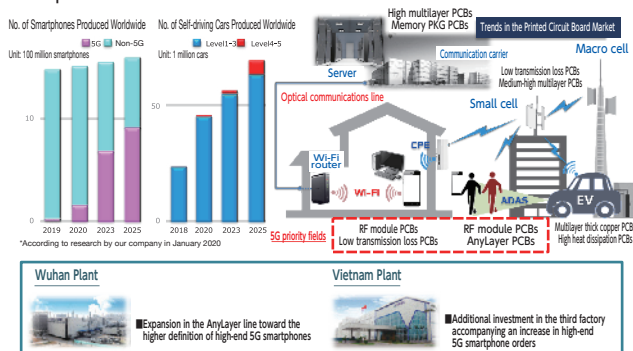 No. of Smartphones Produced Worldwide
5G Non-5G
Unit: 100 million smartphones
10
0
2019 2020 2023 2025
*According to research by our company in January 2020
No. of Self-driving Cars Produced Worldwide
Level1-3 Level4-5
Unit: 1 million cars
50
0
2018 2020 2023 2025
High multilayer PCBs
Memory PKG PCBs
Trends in the Printed Circuit Board Market
Server
Communication carrier
Macro cell
Low transmission loss PCBs
Medium-high multilayer PCBs
Optical communications line
Small cell
CPE
Wi-Fi
router
Wi-Fi
ADAS
EV
5G priority fields
RF module PCBs
Low transmission loss PCBs
RF module PCBs
AnyLayer PCBs
Multilayer thick copper PCB
High heat dissipation PCBs
Wuhan Plant
■Expansion in the AnyLayer line toward the
higher definition of high-end 5G smartphones
Vietnam Plant
■Additional investment in the third factory
accompanying an increase in high-end
5G smartphone orders